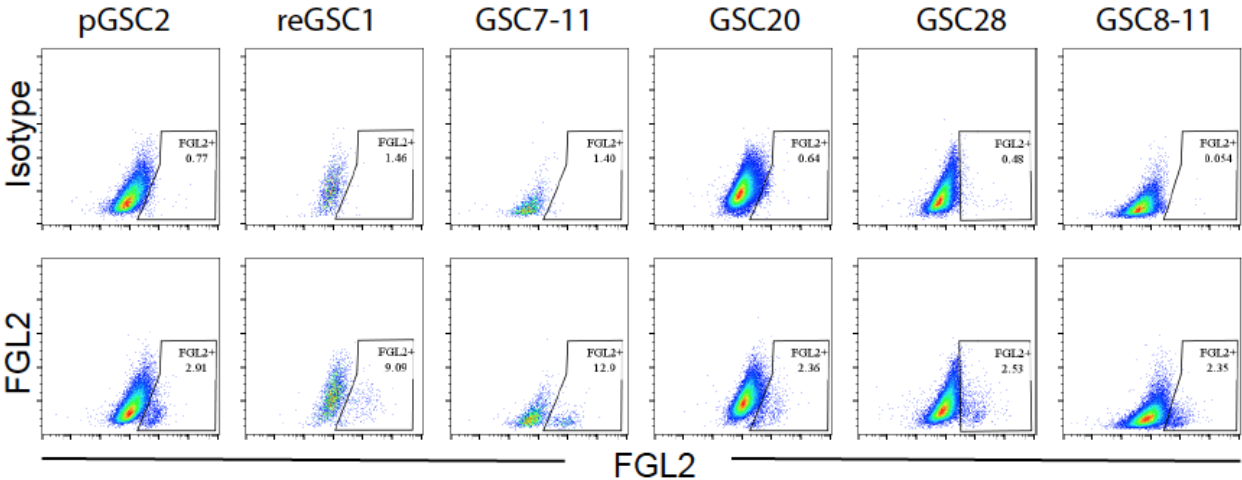 pGSC2 reGSC1 GSC7-11 GSC20 GSC28 GSC8-11
Isotype
FGL2+ FGL2+ FGL2+ FGL2+ FGL2+ FGL2+
0.77 1.46 1.40 0.64 0.48 0.054
FGL2
FGL2+ FGL2+ FGL2+ FGL2+ FGL2+ FGL2+
2.91 9.09 12.9 2.36 2.53 2.35
FGL2